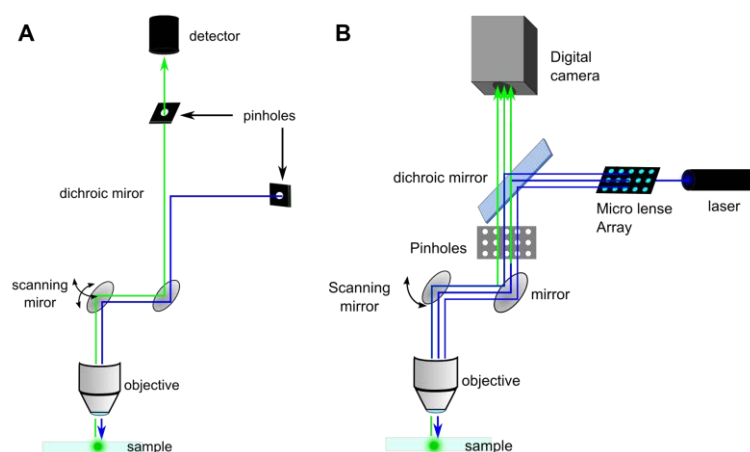 A
detector
pinholes
dichroic miror
scanning
miror
objective
sample
B
Digital
camera
dichroic mirror
Micro lense
Array
laser
Pinholes
Scanning
mirror
mirror
objective
sample